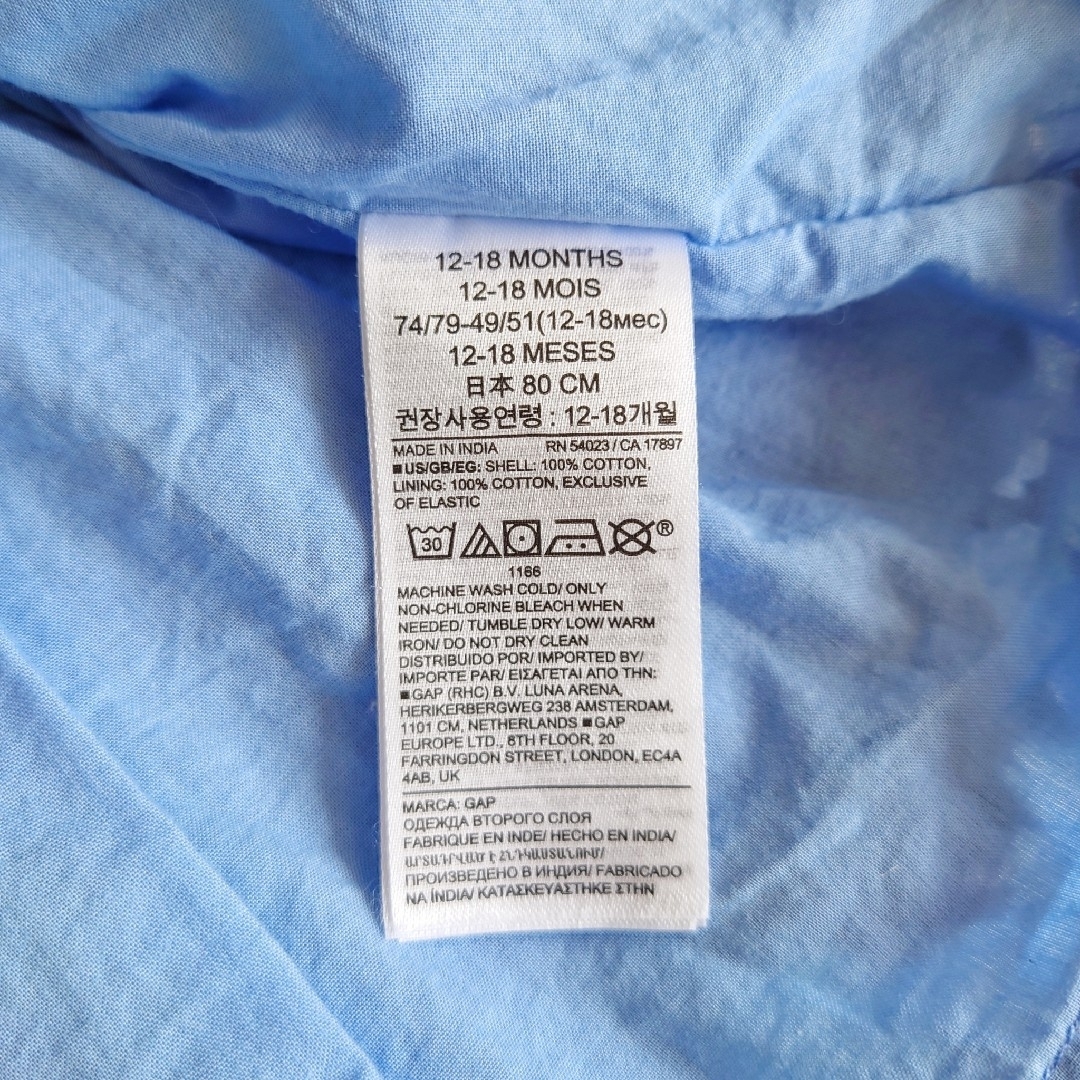 12-18 MONTHS
12-18 MOIS
74/79-49/51(12-18мес)
12-18 MESES
日本 80 CM
권장사용연령 : 12-18개월
MADE IN INDIA RN 54023 / CA 17897
■US/GB/EG: SHELL: 100% COTTON,
LINING: 100% COTTON, EXCLUSIVE
OF ELASTIC
30 ®
1166
MACHINE WASH COLD/ ONLY
NON-CHLORINE BLEACH WHEN
NEEDED/ TUMBLE DRY LOW/ WARM
IRON/ DO NOT DRY CLEAN
DISTRIBUIDO POR/ IMPORTED BY/
IMPORTE PAR/ ΕΙΣΑΓΕΤΑΙ ΑΠΟ ΤΗΝ:
■GAP (RHC) B.V. LUNA ARENA,
HERIKERBERGWEG 238 AMSTERDAM,
1101 CM, NETHERLANDS ■GAP
EUROPE LTD., 8TH FLOOR, 20
FARRINGDON STREET, LONDON, EC4A
4AB, UK
MARCA: GAP
ОДЕЖДА ВТОРОГО СЛОЯ
FABRIQUE EN INDE/ HECHO EN INDIA/
ԱՐՏԱԴՐՎԱԾ Է ՀՆԴԿԱՍՏԱՆՈՒՄ/
ПРОИЗВЕДЕНО В ИНДИЯ/ FABRICADO
NA ÍNDIA/ ΚΑΤΑΣΚΕΥΑΣΤΗΚΕ ΣΤΗΝ